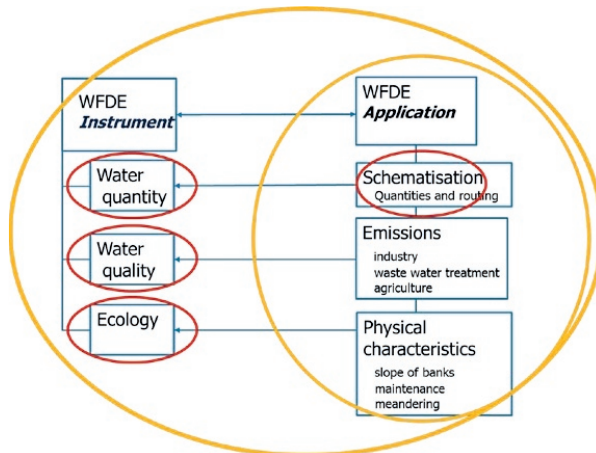 WFDE
Instrument
WFDE
Application
Water
quantity
Schematisation
Quantities and routing
Water
quality
Emissions
industry
waste water treatment
agriculture
Ecology
Physical
characteristics
slope of banks
maintenance
meandering